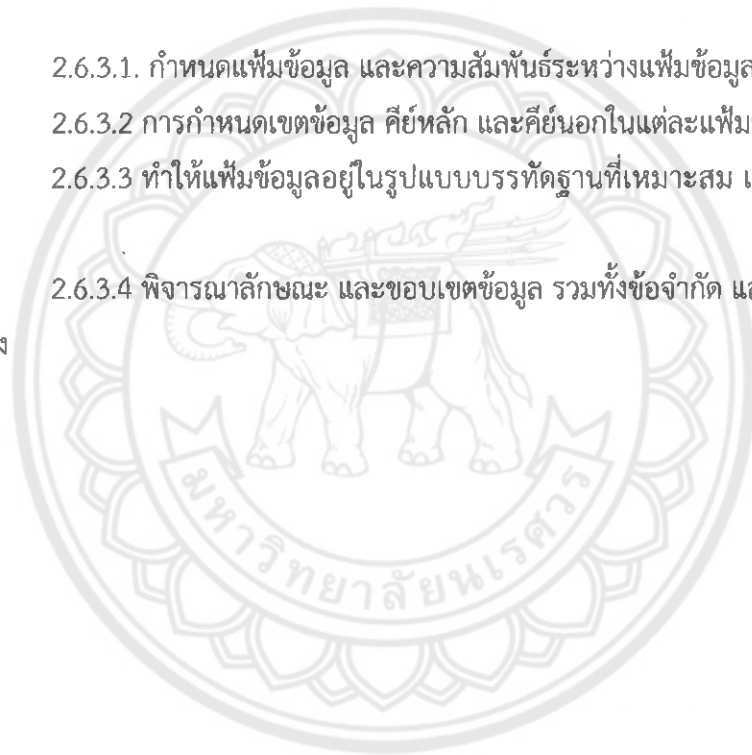 2.6.3.1. กำหนดแฟ้มข้อมูล และความสัมพันธ์ระหว่างแฟ้มข้อมูล
2.6.3.2 การกำหนดเขตข้อมูล คีย์หลัก และคีย์นอกในแต่ละแฟ้ม
2.6.3.3 ทำให้แฟ้มข้อมูลอยู่ในรูปแบบบรรทัดฐานที่เหมาะสม
2.6.3.4 พิจารณาลักษณะ และขอบเขตข้อมูล รวมทั้งข้อจำกัด
มหาวิทยาลัยนเรศวร